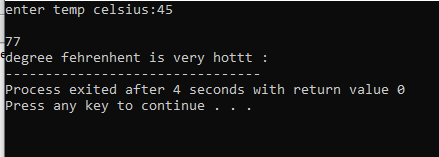 enter temp celsius:45
77
degree fehrenhent is very hottt :
--------------------------------
Process exited after 4 seconds with return value 0
Press any key to continue . . .